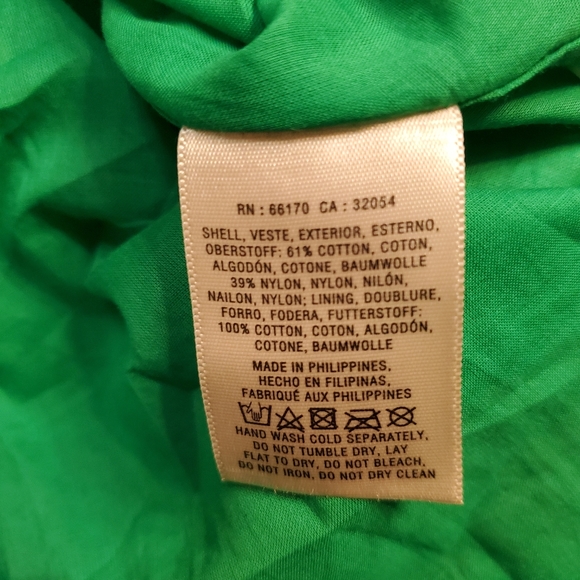 RN : 66170 CA : 32054
SHELL, VESTE, EXTERIOR, ESTERNO,
OBERSTOFF: 61% COTTON, COTON,
ALGODÓN, COTONE, BAUMWOLLE
39% NYLON, NYLON, NILÓN,
NAILON, NYLON; LINING, DOUBLURE,
FORRO, FODERA, FUTTERSTOFF:
100% COTTON, COTON, ALGODÓN,
COTONE, BAUMWOLLE
MADE IN PHILIPPINES,
HECHO EN FILIPINAS,
FABRIQUÉ AUX PHILIPPINES
HAND WASH COLD SEPARATELY,
DO NOT TUMBLE DRY, LAY
FLAT TO DRY, DO NOT BLEACH,
DO NOT IRON, DO NOT DRY CLEAN